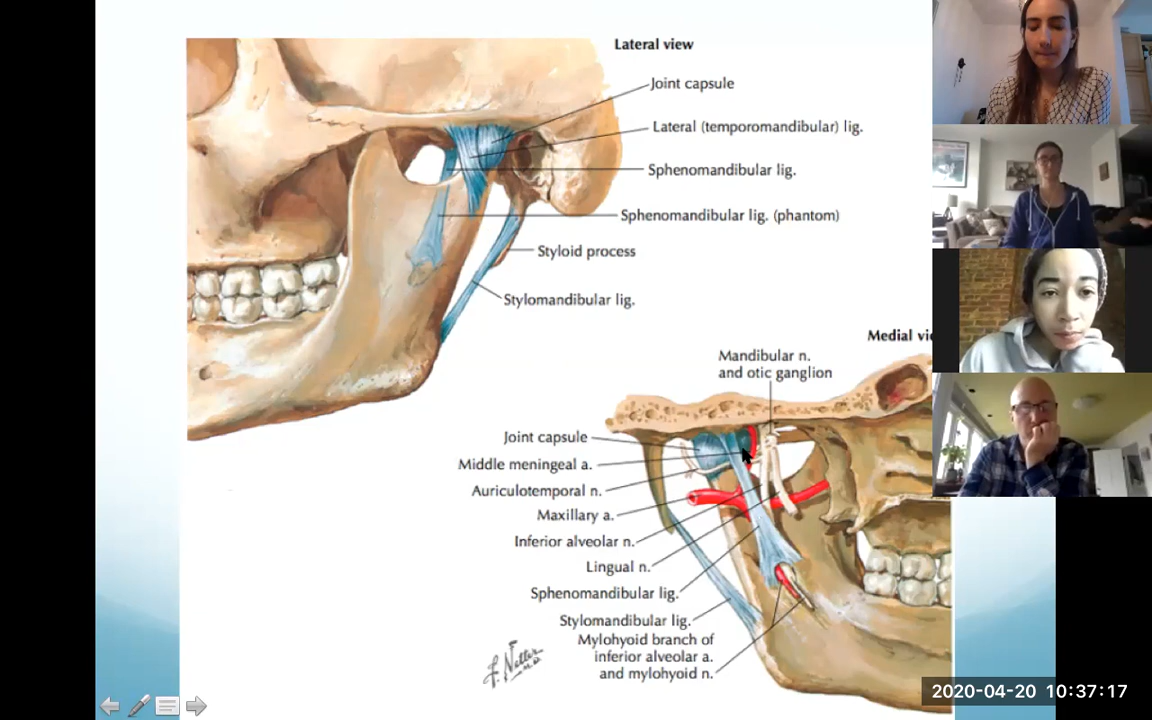 Lateral view
Joint capsule
Lateral (temporomandibular) lig.
Sphenomandibular lig.
Sphenomandibular lig. (phantom)
Styloid process
Stylomandibular lig.
Medial vie
Mandibular n.
and otic ganglion
Joint capsule
Middle meningeal a.
Auriculotemporal n.
Maxillary a.
Inferior alveolar n.
Lingual n.
Sphenomandibular lig.
Stylomandibular lig.
Mylohyoid branch of
inferior alveolar a.
and mylohyoid n.
F. Netter
M.D.
2020-04-20 10:37:17